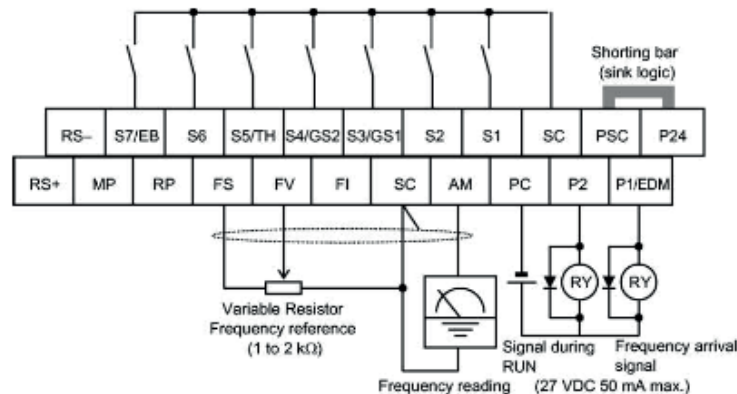 Shorting bar
(sink logic)
RS– S7/EB S6 S5/TH S4/GS2 S3/GS1 S2 S1 SC PSC P24
RS+ MP RP FS FV FI SC AM PC P2 P1/EDM
RY RY
Variable Resistor
Frequency reference
(1 to 2 kΩ)
Frequency reading
Signal during
RUN
Frequency arrival
signal
(27 VDC 50 mA max.)